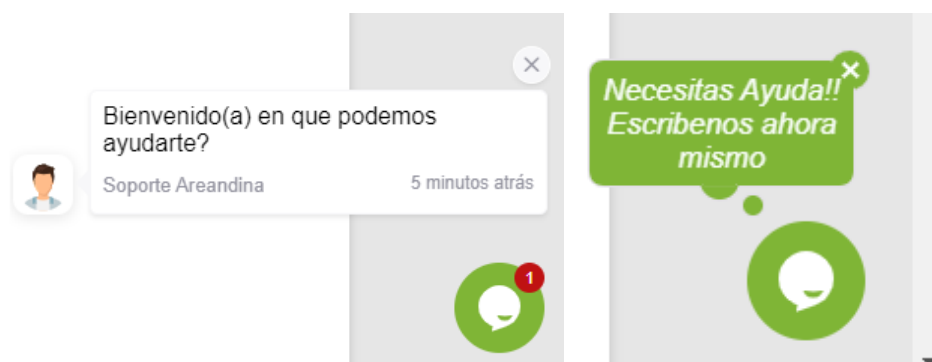 Bienvenido(a) en que podemos
ayudarte?
Soporte Areandina
5 minutos atrás
1
Necesitas Ayuda!!
Escribenos ahora
mismo